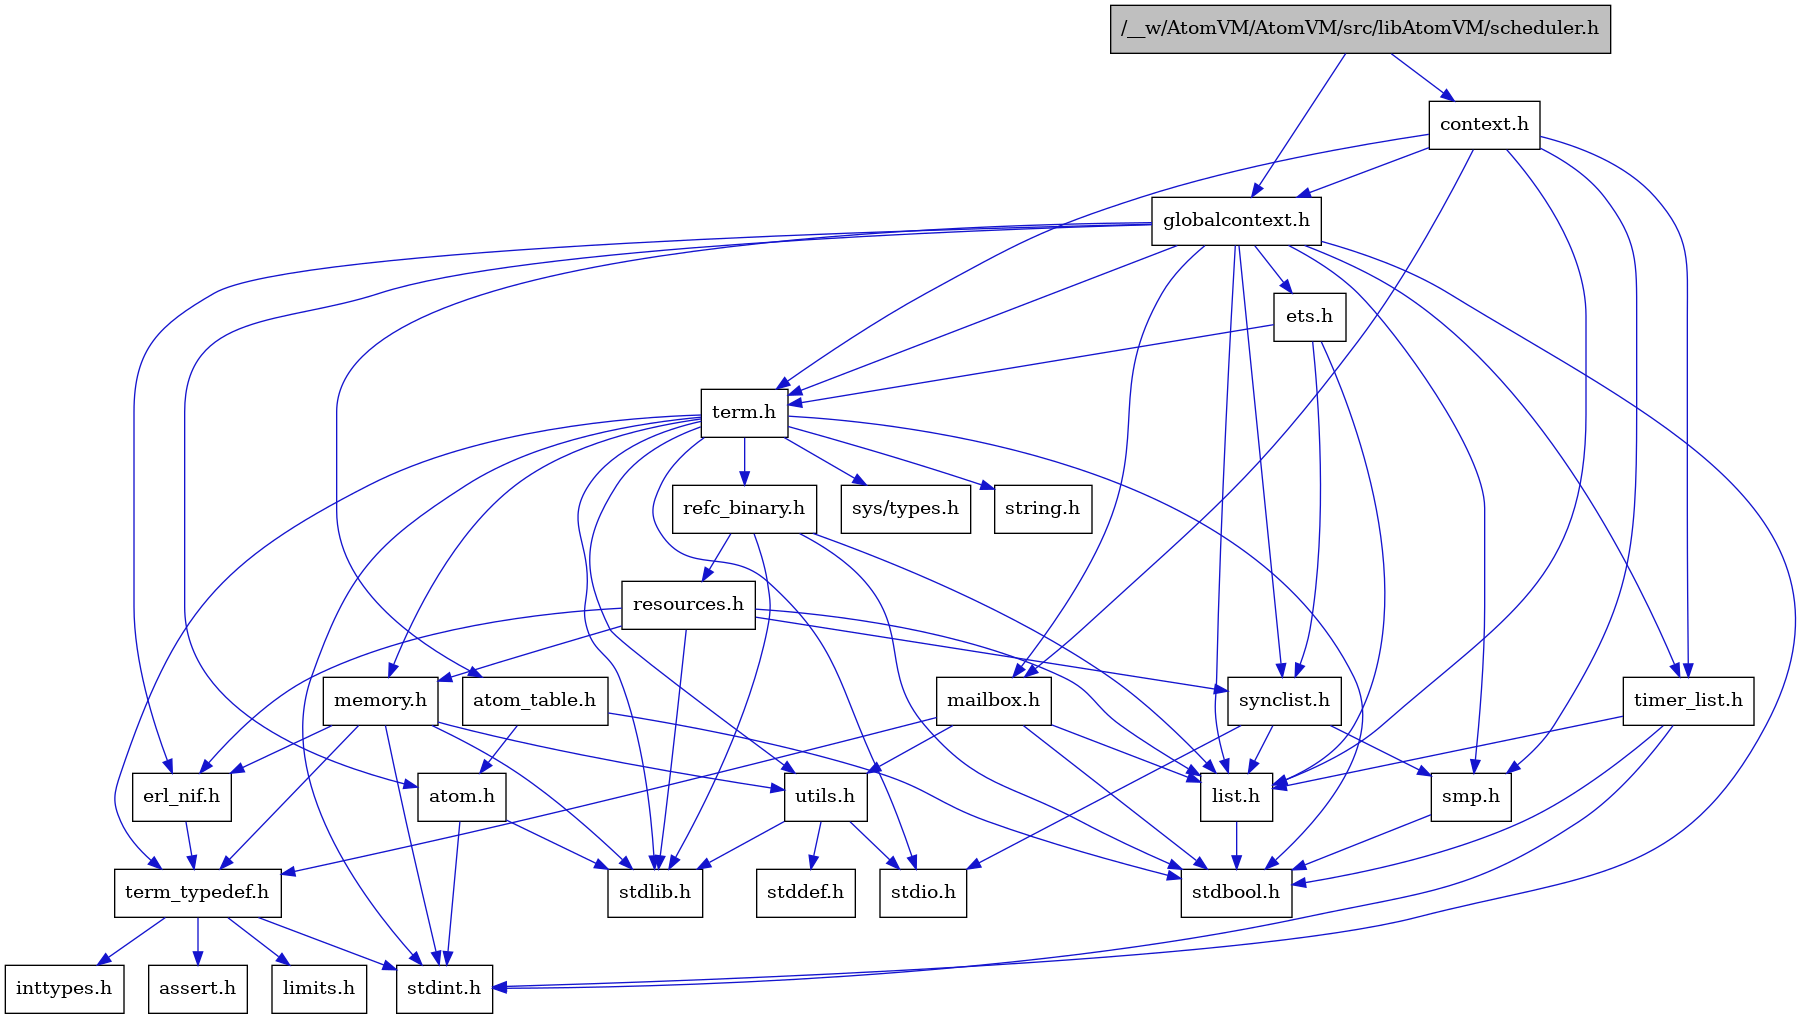 /__w/AtomVM/AtomVM/src/libAtomVM/scheduler.h
context.h
globalcontext.h
ets.h
term.h
refc_binary.h
sys/types.h
string.h
resources.h
memory.h
atom_table.h
mailbox.h
synclist.h
timer_list.h
erl_nif.h
atom.h
utils.h
list.h
smp.h
term_typedef.h
stdlib.h
stddef.h
stdio.h
stdbool.h
inttypes.h
assert.h
limits.h
stdint.h